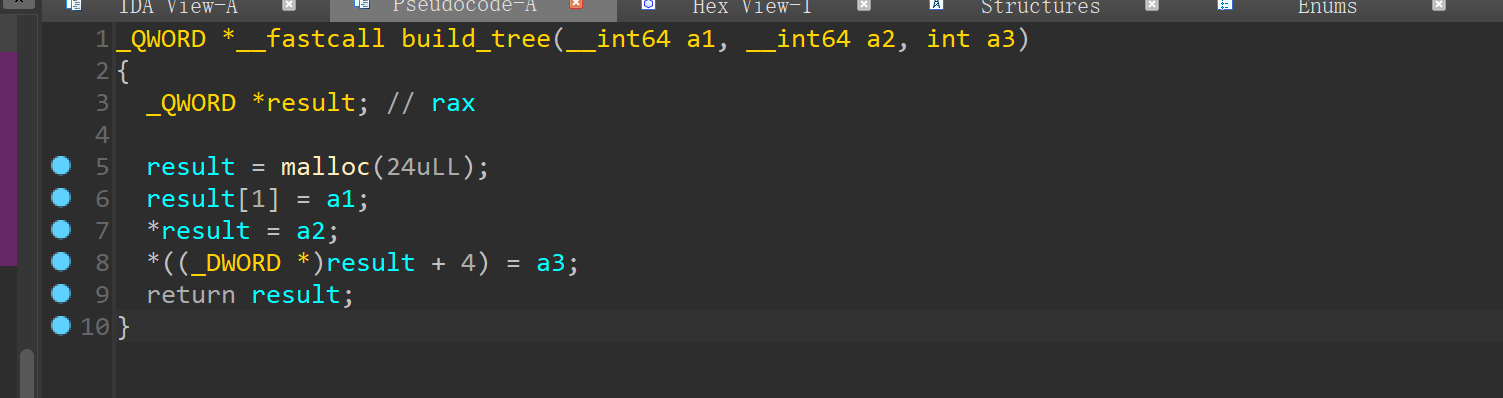 IDA View-A Pseudocode-A Hex View-1 Structures Enums
1 _QWORD *__fastcall build_tree(__int64 a1, __int64 a2, int a3)
2 {
3   _QWORD *result; // rax
4
5   result = malloc(24uLL);
6   result[1] = a1;
7   *result = a2;
8   *((_DWORD *)result + 4) = a3;
9   return result;
10 }